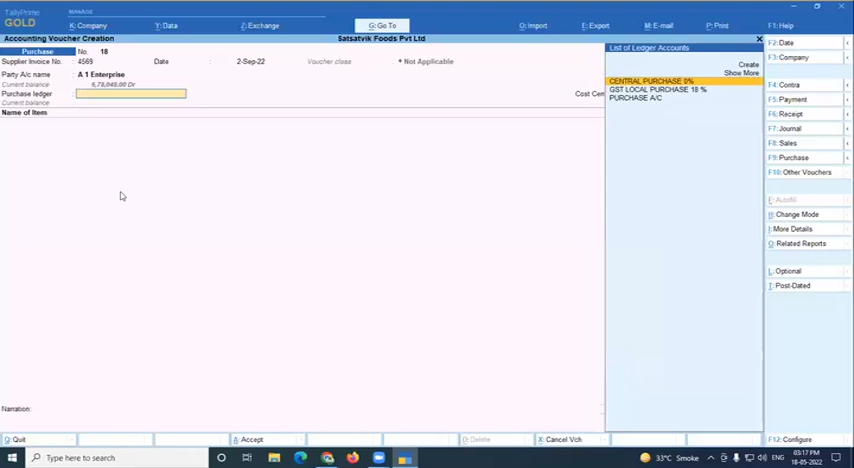 TallyPrime
GOLD
MANAGE
K: Company
Y: Data
Z: Exchange
G: Go To
O: Import
E: Export
M: E-mail
P: Print
F1: Help
Accounting Voucher Creation
Satsatvik Foods Pvt Ltd
Purchase No. 18
Supplier Invoice No. : 4569 Date : 2-Sep-22 Voucher class ♦ Not Applicable
Party A/c name : A 1 Enterprise
Current balance : 6,78,048.00 Dr
Purchase ledger : Cost Cen
Current balance :
Name of Item
List of Ledger Accounts
Create
Show More
CENTRAL PURCHASE 0%
GST LOCAL PURCHASE 18 %
PURCHASE A/C
F2: Date
F3: Company
F4: Contra
F5: Payment
F6: Receipt
F7: Journal
F8: Sales
F9: Purchase
F10: Other Vouchers
E: Autofill
H: Change Mode
I: More Details
O: Related Reports
L: Optional
T: Post-Dated
Narration:
Q: Quit
A: Accept
D: Delete
X: Cancel Vch
F12: Configure
Type here to search
33°C Smoke
ENG
03:17 PM
18-05-2022